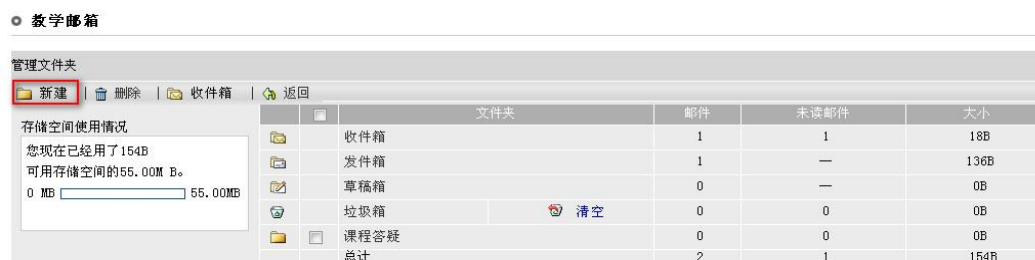 教学邮箱
管理文件夹
新建 | 删除 | 收件箱 | 返回
存储空间使用情况
您现在已经用了154B
可用存储空间的55.00M B。
0 MB 55.00MB
文件夹 邮件 未读邮件 大小
收件箱 1 1 18B
发件箱 1 — 136B
草稿箱 0 — 0B
垃圾箱 清空 0 0 0B
课程答疑 0 0 0B
总计 2 1 154B